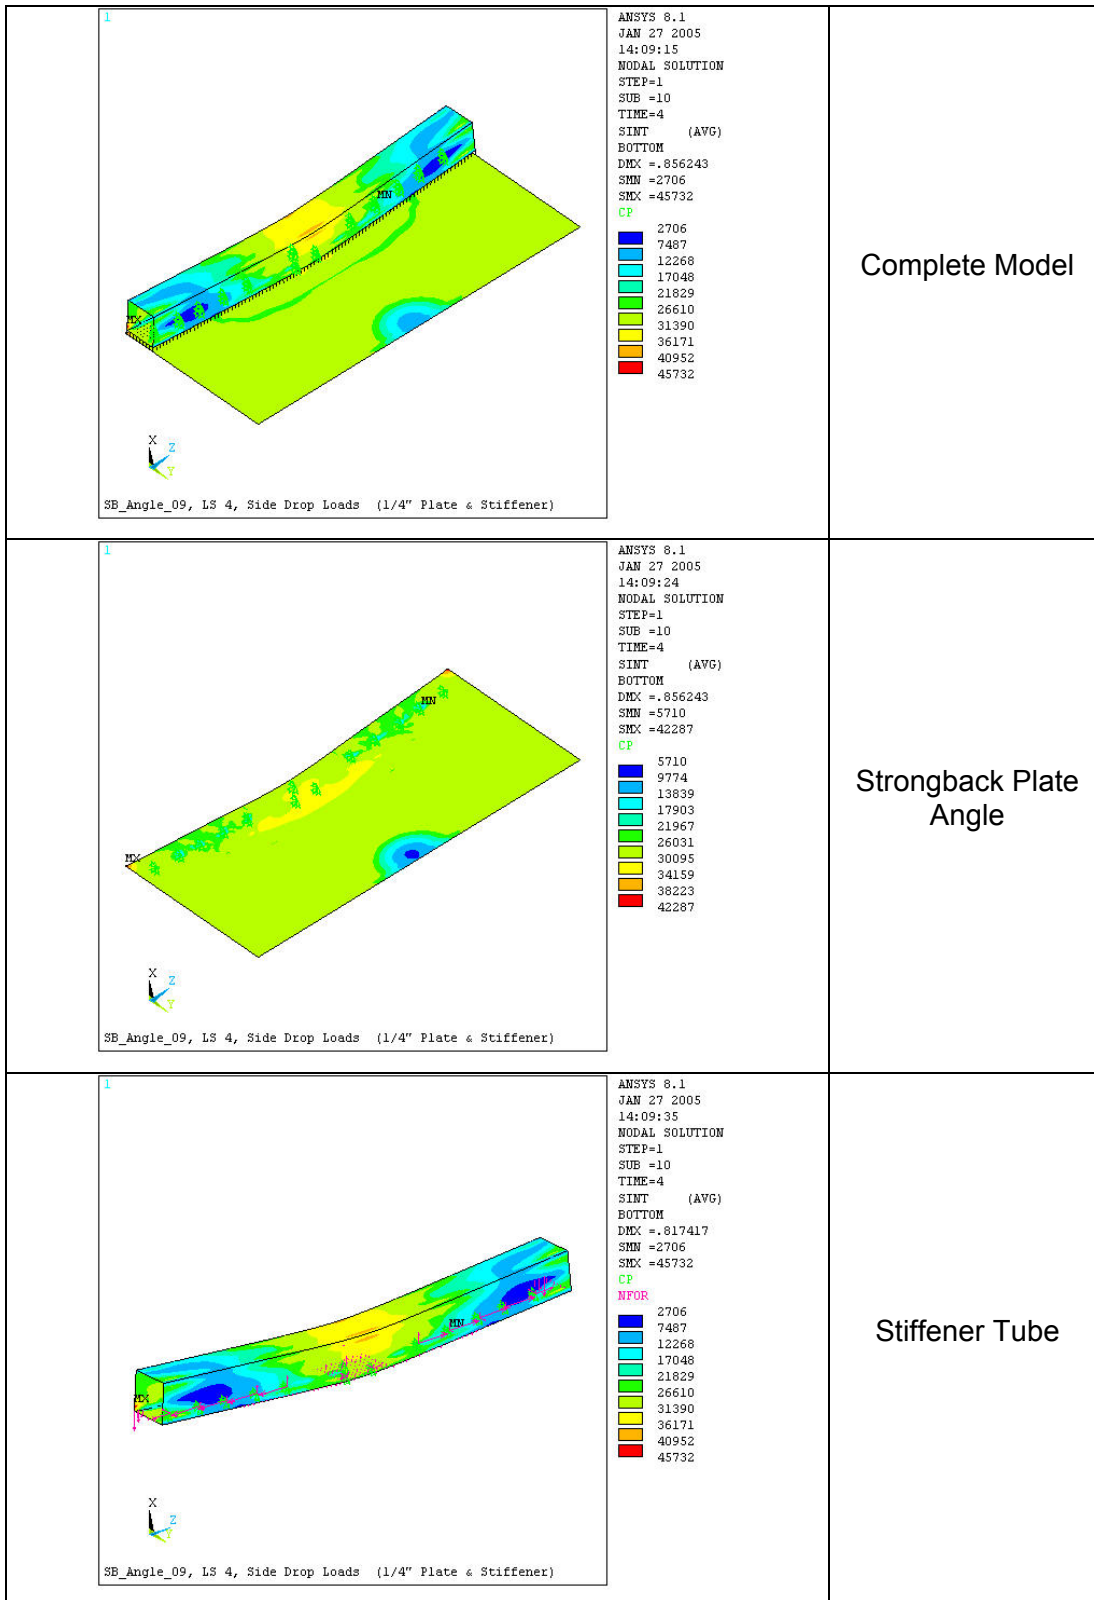 1
ANSYS 8.1
JAN 27 2005
14:09:15
NODAL SOLUTION
STEP=1
SUB =10
TIME=4
SINT (AVG)
BOTTOM
DMX =.856243
SMN =2706
SMX =45732
CP
2706
7487
12268
17048
21829
26610
31390
36171
40952
45732
MN
MX
X
Z
Y
SB_Angle_09, LS 4, Side Drop Loads (1/4" Plate & Stiffener)
Complete Model
1
ANSYS 8.1
JAN 27 2005
14:09:24
NODAL SOLUTION
STEP=1
SUB =10
TIME=4
SINT (AVG)
BOTTOM
DMX =.856243
SMN =5710
SMX =42287
CP
5710
9774
13839
17903
21967
26031
30095
34159
38223
42287
MN
MX
X
Z
Y
SB_Angle_09, LS 4, Side Drop Loads (1/4" Plate & Stiffener)
Strongback Plate
Angle
1
ANSYS 8.1
JAN 27 2005
14:09:35
NODAL SOLUTION
STEP=1
SUB =10
TIME=4
SINT (AVG)
BOTTOM
DMX =.817417
SMN =2706
SMX =45732
CP
NFOR
2706
7487
12268
17048
21829
26610
31390
36171
40952
45732
MN
MX
X
Z
Y
SB_Angle_09, LS 4, Side Drop Loads (1/4" Plate & Stiffener)
Stiffener Tube